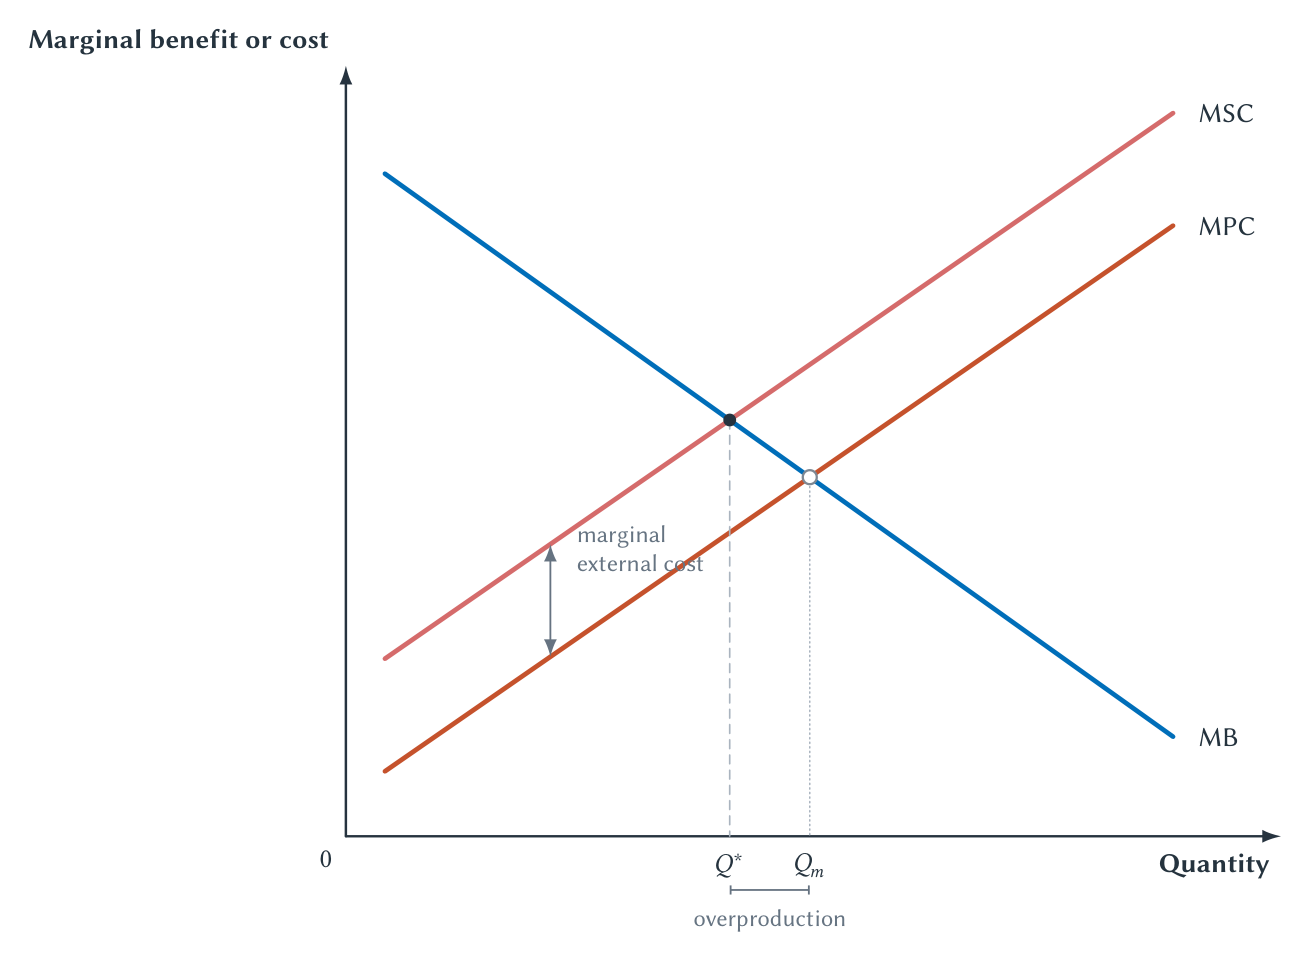 Marginal benefit or cost
MSC
MPC
marginal
external cost
MB
0
Q*
Qm
Quantity
overproduction